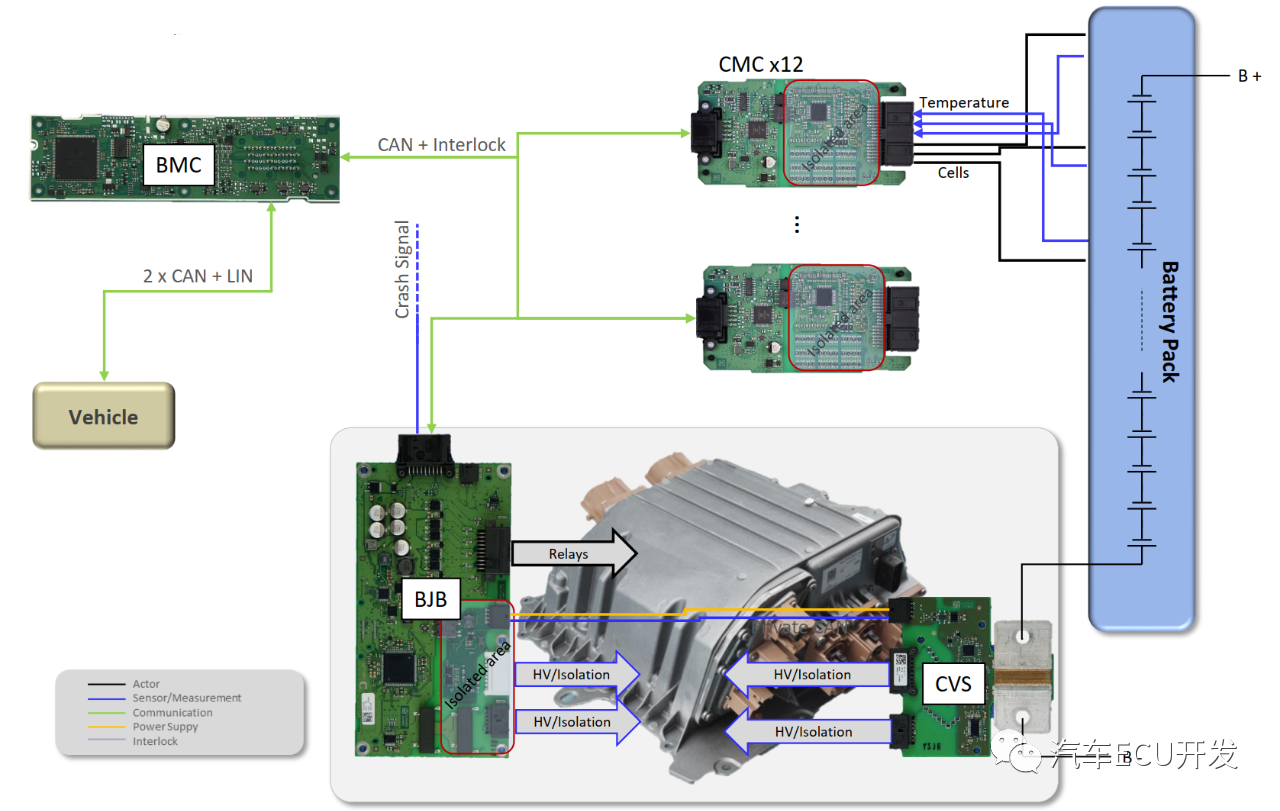 CMC x12
B +
Temperature
Isolated area
Cells
BMC
CAN + Interlock
2 x CAN + LIN
Crash Signal
Battery Pack
Isolated area
Vehicle
Relays
BJB
Isolated area
HV/Isolation
HV/Isolation
CVS
HV/Isolation
HV/Isolation
Actor
Sensor/Measurement
Communication
Power Suppy
Interlock
B -
汽车ECU开发